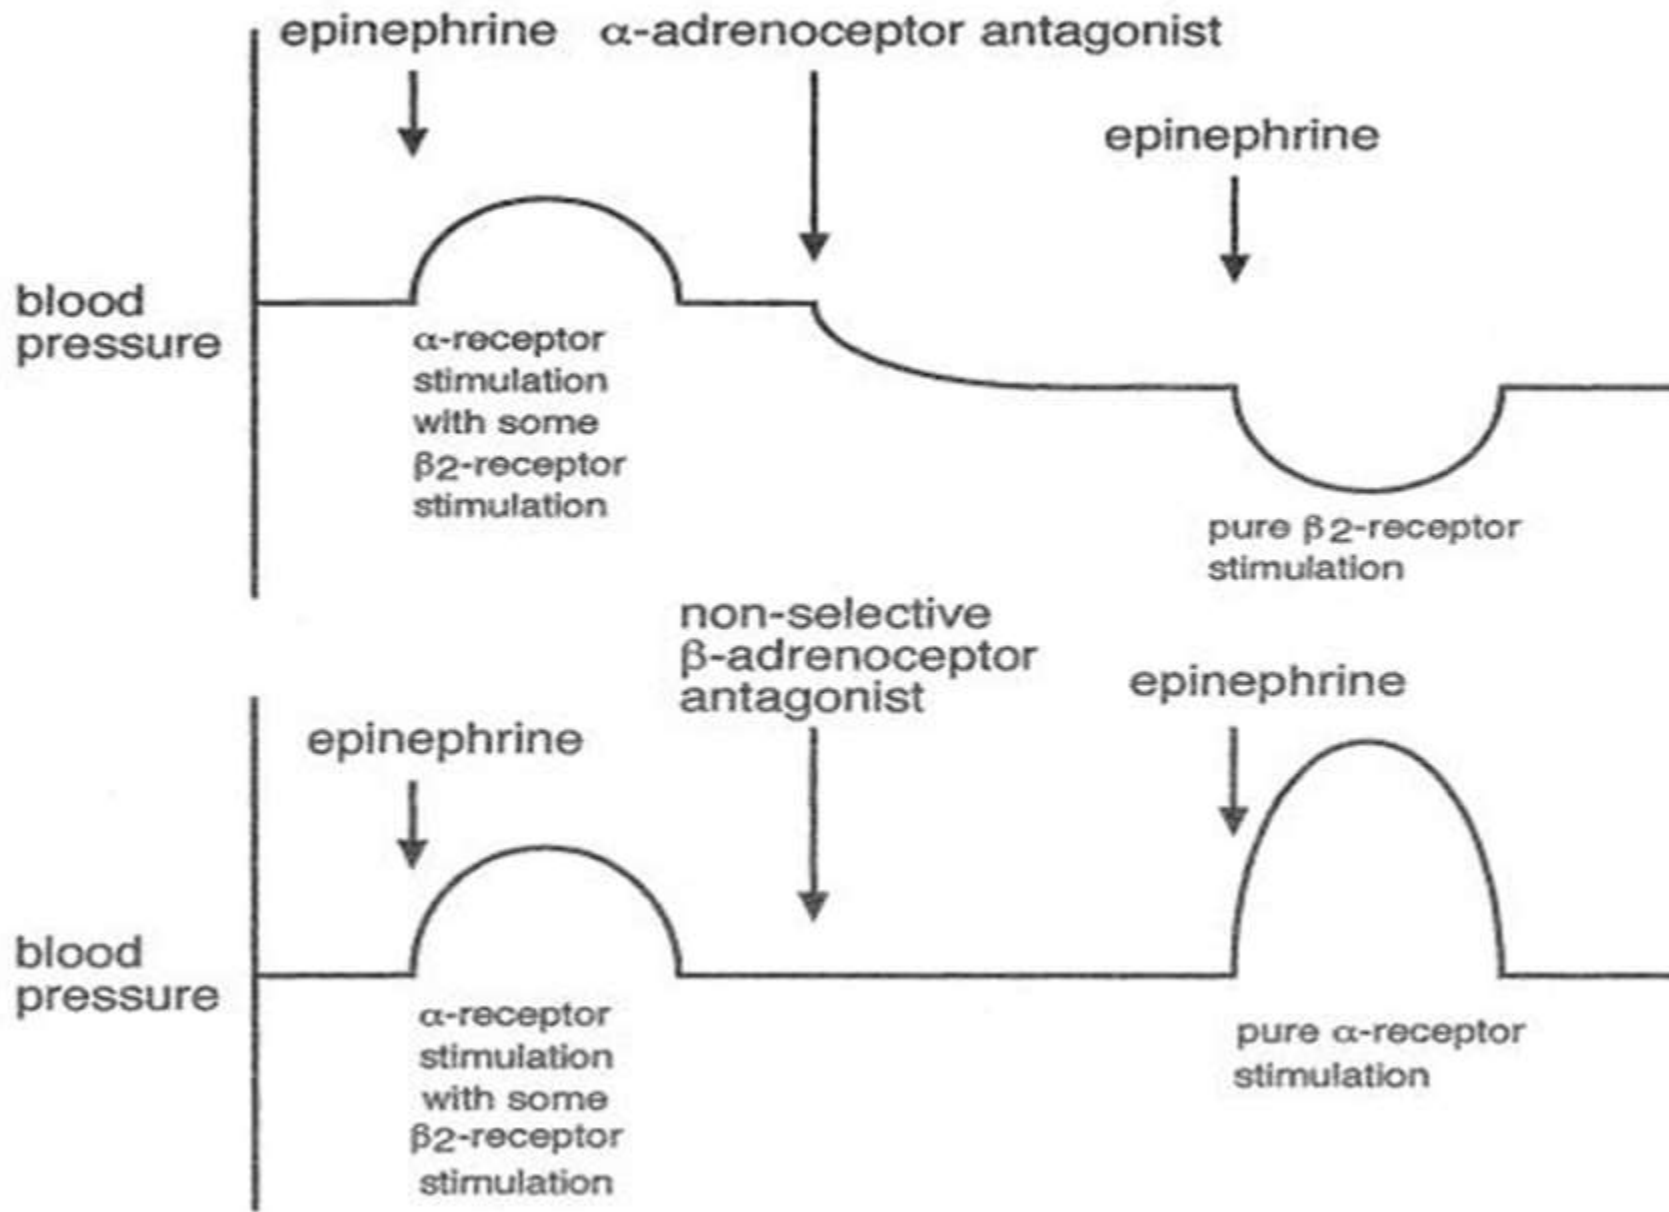 epinephrine
α-adrenoceptor antagonist
epinephrine
blood
pressure
α-receptor
stimulation
with some
β2-receptor
stimulation
pure β2-receptor
stimulation
non-selective
β-adrenoceptor
antagonist
epinephrine
epinephrine
blood
pressure
α-receptor
stimulation
with some
β2-receptor
stimulation
pure α-receptor
stimulation